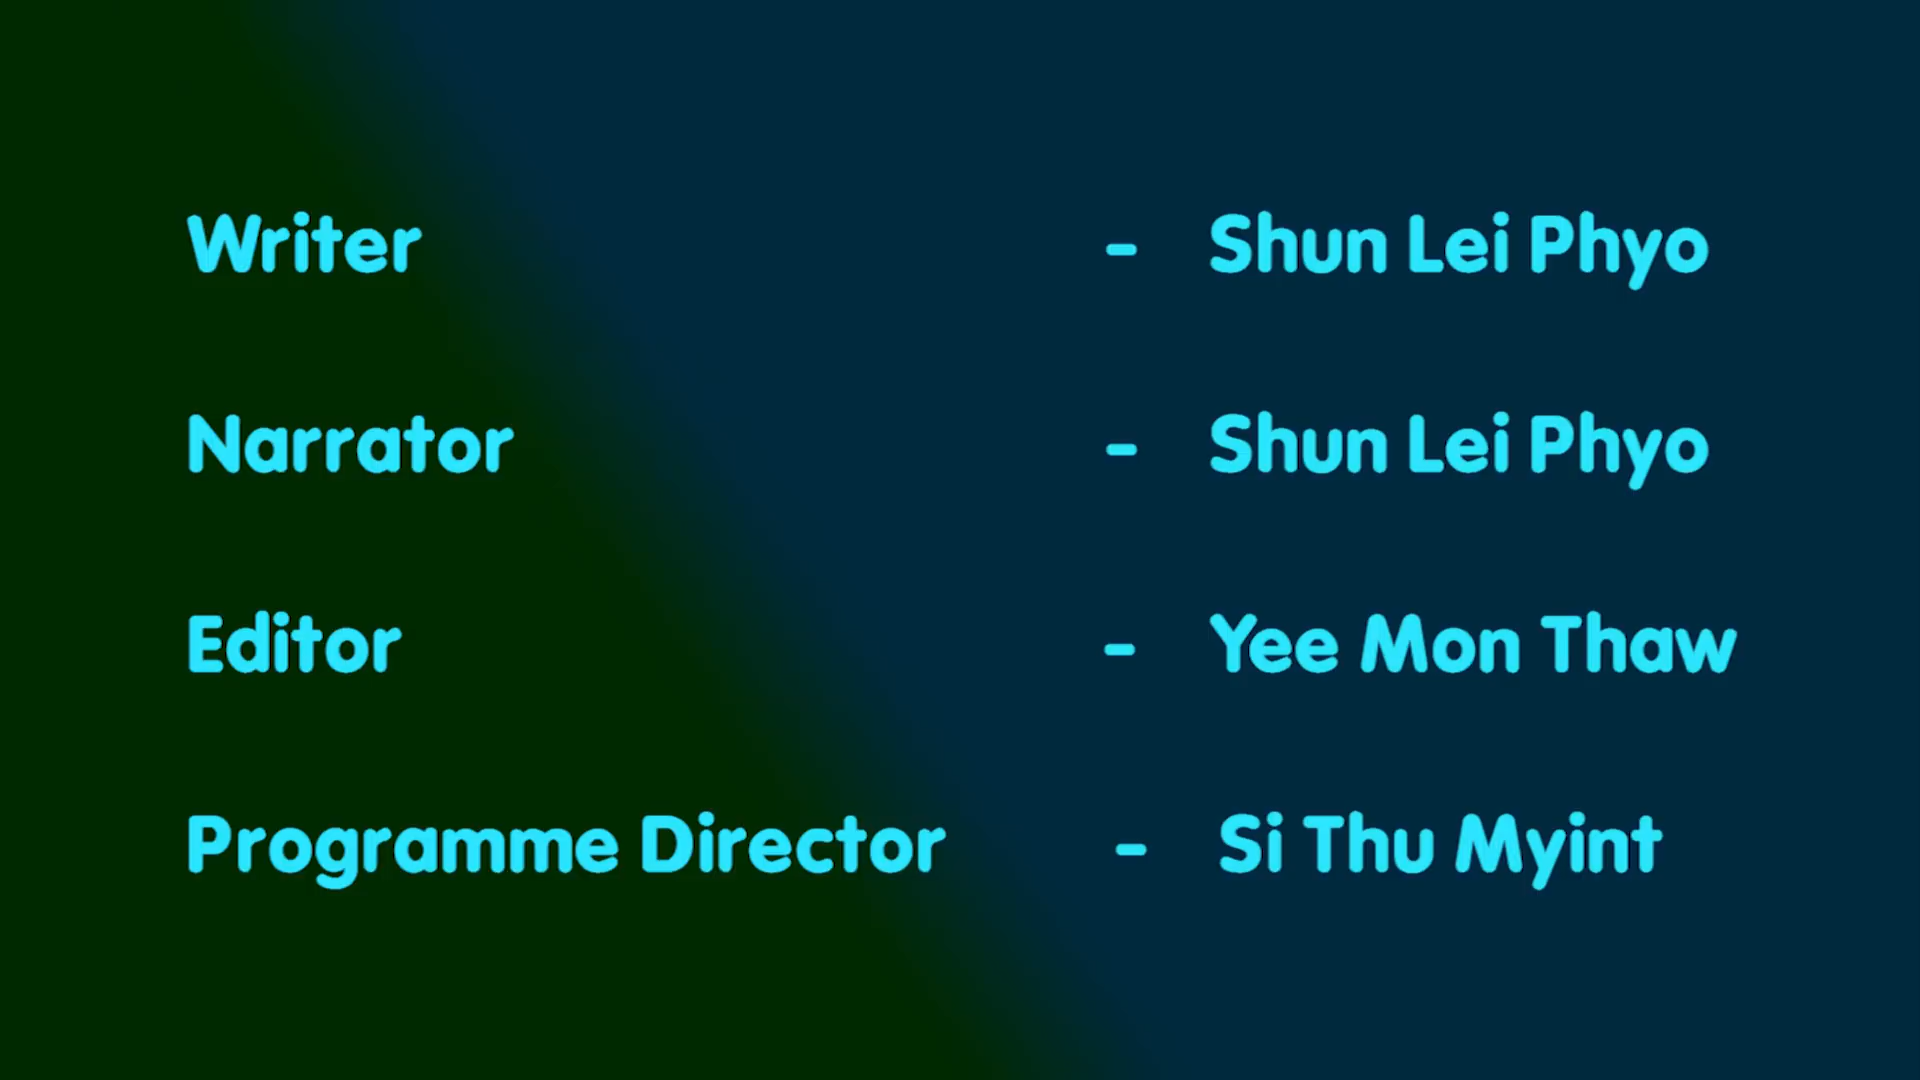 Writer - Shun Lei Phyo
Narrator - Shun Lei Phyo
Editor - Yee Mon Thaw
Programme Director - Si Thu Myint